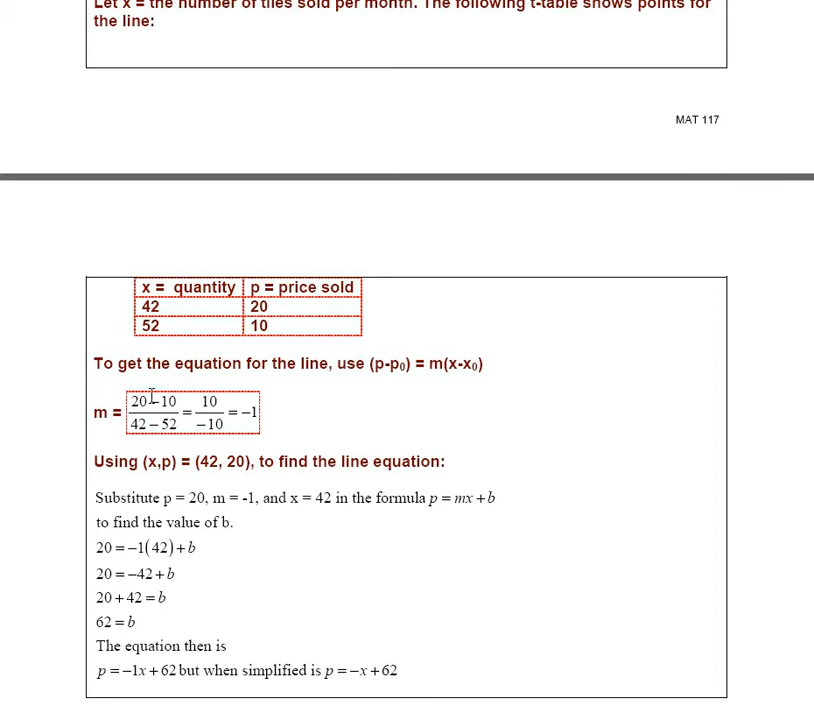 Let x = the number of tiles sold per month. The following t-table shows points for
the line:
MAT 117
x = quantity p = price sold
42 20
52 10
To get the equation for the line, use (p-p₀) = m(x-x₀)
m = (20 – 10)/(42 – 52) = 10/(–10) = –1
Using (x,p) = (42, 20), to find the line equation:
Substitute p = 20, m = -1, and x = 42 in the formula p = mx + b
to find the value of b.
20 = –1(42) + b
20 = –42 + b
20 + 42 = b
62 = b
The equation then is
p = –1x + 62 but when simplified is p = –x + 62